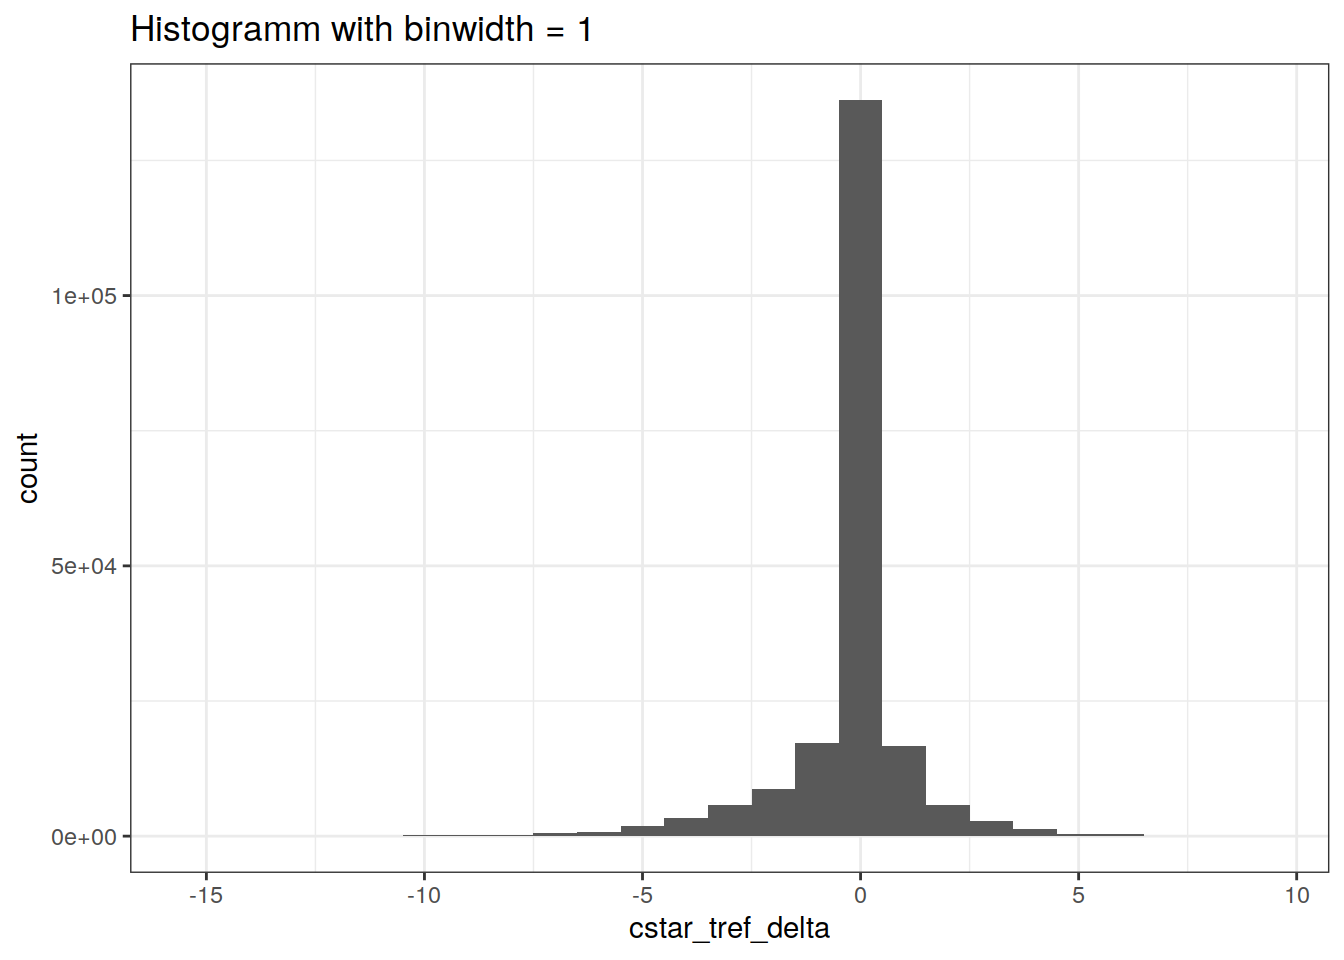 Histogramm with binwidth = 1
count
1e+05
5e+04
0e+00
-15 -10 -5 0 5 10
cstar_tref_delta